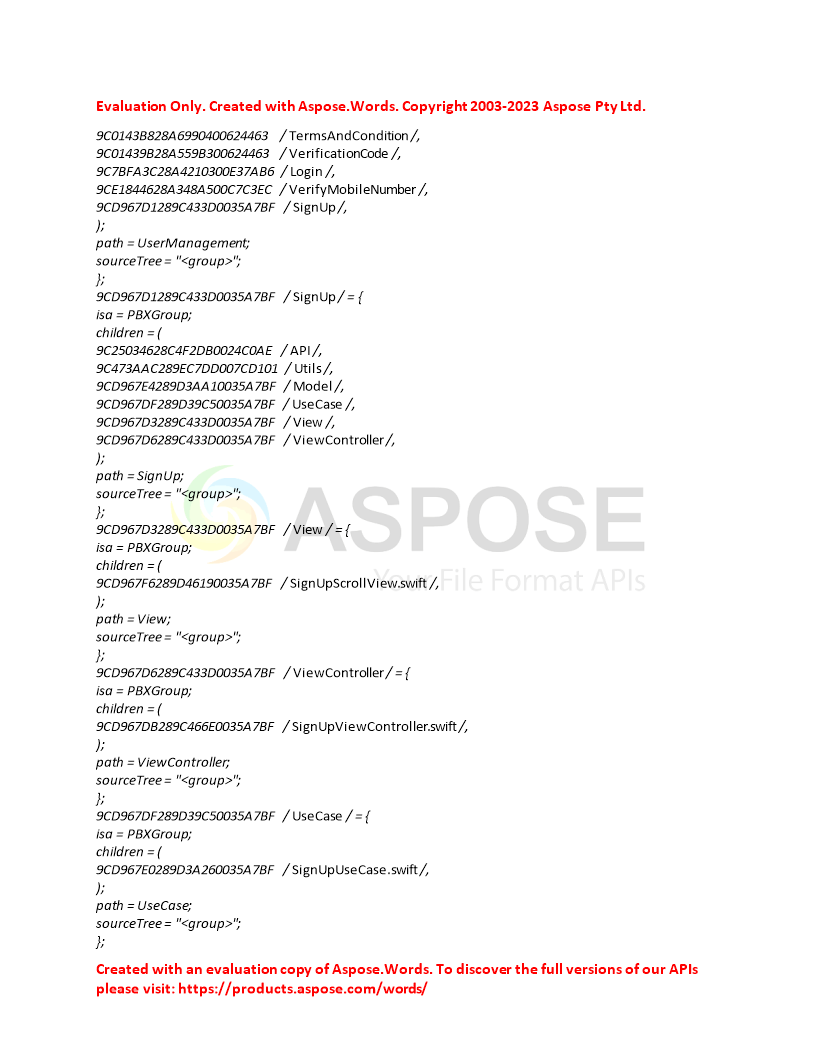 Evaluation Only. Created with Aspose.Words. Copyright 2003-2023 Aspose Pty Ltd.
9C0143B828A6990400624463 / TermsAndCondition /,
9C01439B28A559B300624463 / VerificationCode /,
9C7BFA3C28A4210300E37AB6 / Login /,
9CE1844628A348A500C7C3EC / VerifyMobileNumber /,
9CD967D1289C433D0035A7BF / SignUp /,
);
path = UserManagement;
sourceTree = "<group>";
};
9CD967D1289C433D0035A7BF / SignUp / = {
isa = PBXGroup;
children = (
9C25034628C4F2DB0024C0AE / API /,
9C473AAC289EC7DD007CD101 / Utils /,
9CD967E4289D3AA10035A7BF / Model /,
9CD967DF289D39C50035A7BF / UseCase /,
9CD967D3289C433D0035A7BF / View /,
9CD967D6289C433D0035A7BF / ViewController /,
);
path = SignUp;
sourceTree = "<group>";
};
9CD967D3289C433D0035A7BF / View / = {
isa = PBXGroup;
children = (
9CD967F6289D46190035A7BF / SignUpScrollView.swift /,
);
path = View;
sourceTree = "<group>";
};
9CD967D6289C433D0035A7BF / ViewController / = {
isa = PBXGroup;
children = (
9CD967DB289C466E0035A7BF / SignUpViewController.swift /,
);
path = ViewController;
sourceTree = "<group>";
};
9CD967DF289D39C50035A7BF / UseCase / = {
isa = PBXGroup;
children = (
9CD967E0289D3A260035A7BF / SignUpUseCase.swift /,
);
path = UseCase;
sourceTree = "<group>";
};
Created with an evaluation copy of Aspose.Words. To discover the full versions of our APIs
please visit: https://products.aspose.com/words/
ASPOSE
Your File Format APIs